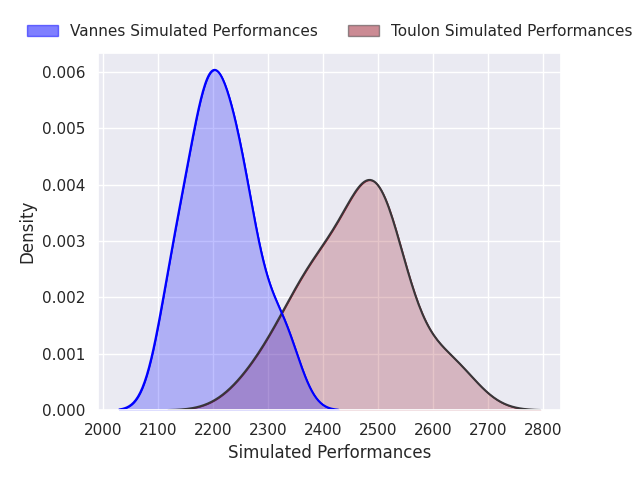 Vannes Simulated Performances Toulon Simulated Performances
0.006
0.005
0.004
0.003
0.002
0.001
0.000
Density
2000 2100 2200 2300 2400 2500 2600 2700 2800
Simulated Performances